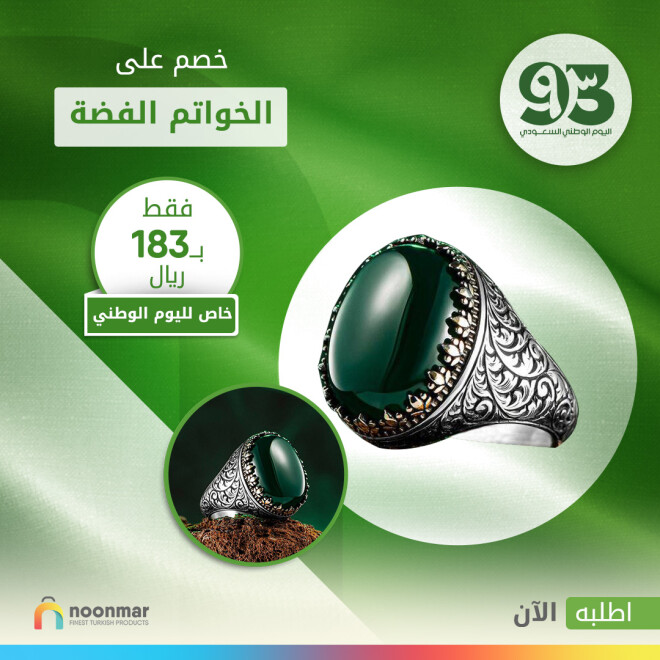 خصم على
الخواتم الفضة
93
اليوم الوطني السعودي
فقط
بـ183
ريال
خاص لليوم الوطني
noonmar
FINEST TURKISH PRODUCTS
اطلبه الآن